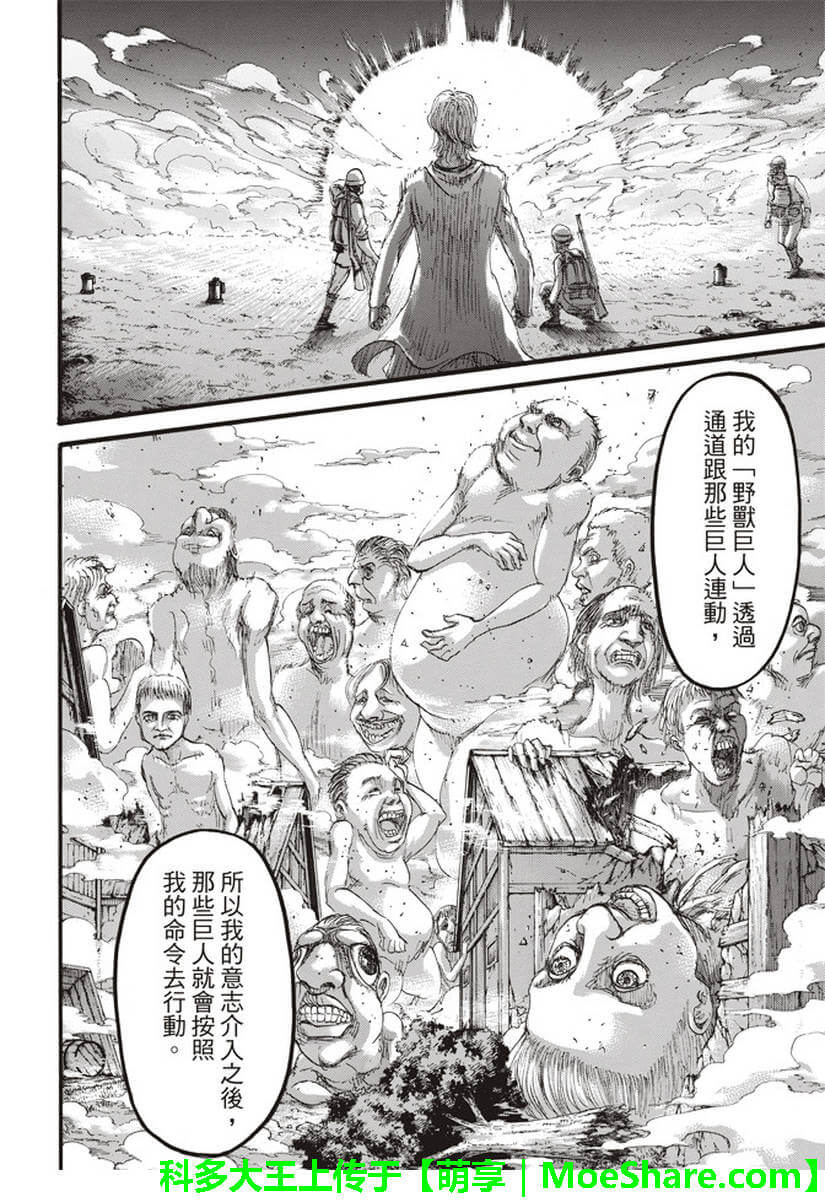 我的「野獸巨人」透過
通道跟那些巨人連動，
所以我的意志介入之後，
那些巨人就會按照
我的命令去行動。
科多大王上传于【萌享】MoeShare.com】